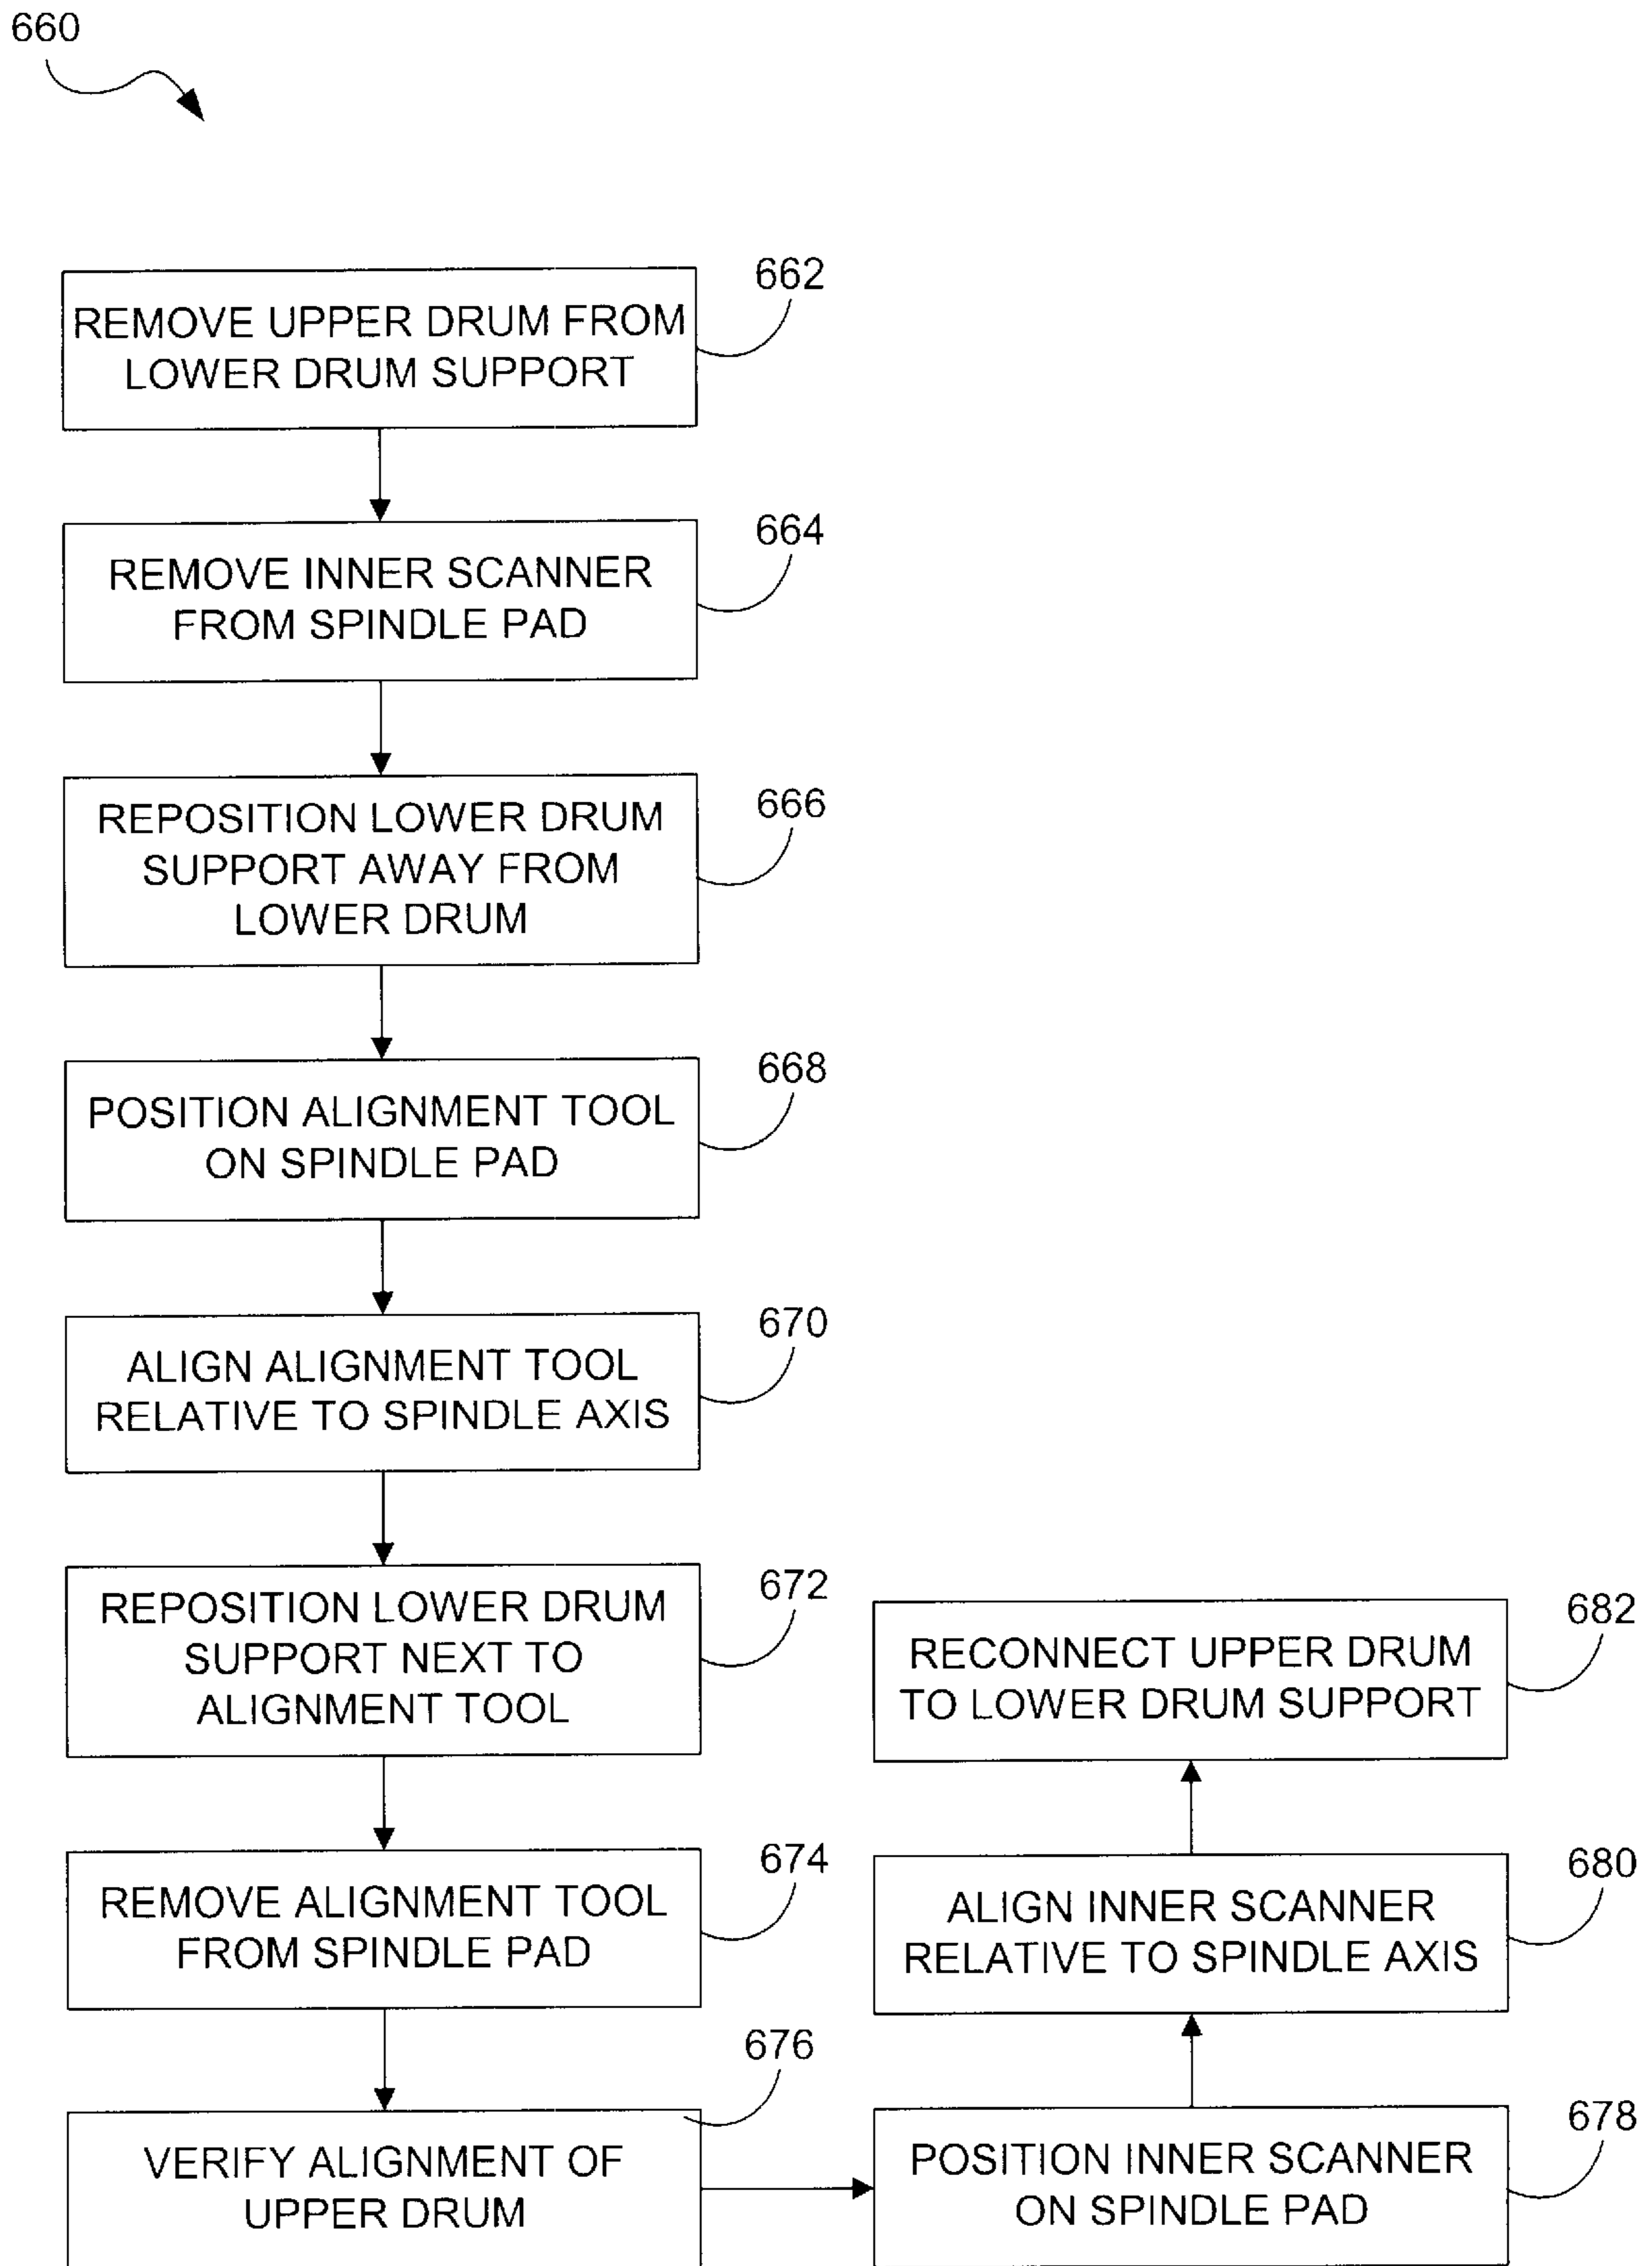 660
662
REMOVE UPPER DRUM FROM
LOWER DRUM SUPPORT
664
REMOVE INNER SCANNER
FROM SPINDLE PAD
666
REPOSITION LOWER DRUM
SUPPORT AWAY FROM
LOWER DRUM
668
POSITION ALIGNMENT TOOL
ON SPINDLE PAD
670
ALIGN ALIGNMENT TOOL
RELATIVE TO SPINDLE AXIS
672
REPOSITION LOWER DRUM
SUPPORT NEXT TO
ALIGNMENT TOOL
674
REMOVE ALIGNMENT TOOL
FROM SPINDLE PAD
676
VERIFY ALIGNMENT OF
UPPER DRUM
678
POSITION INNER SCANNER
ON SPINDLE PAD
680
ALIGN INNER SCANNER
RELATIVE TO SPINDLE AXIS
682
RECONNECT UPPER DRUM
TO LOWER DRUM SUPPORT